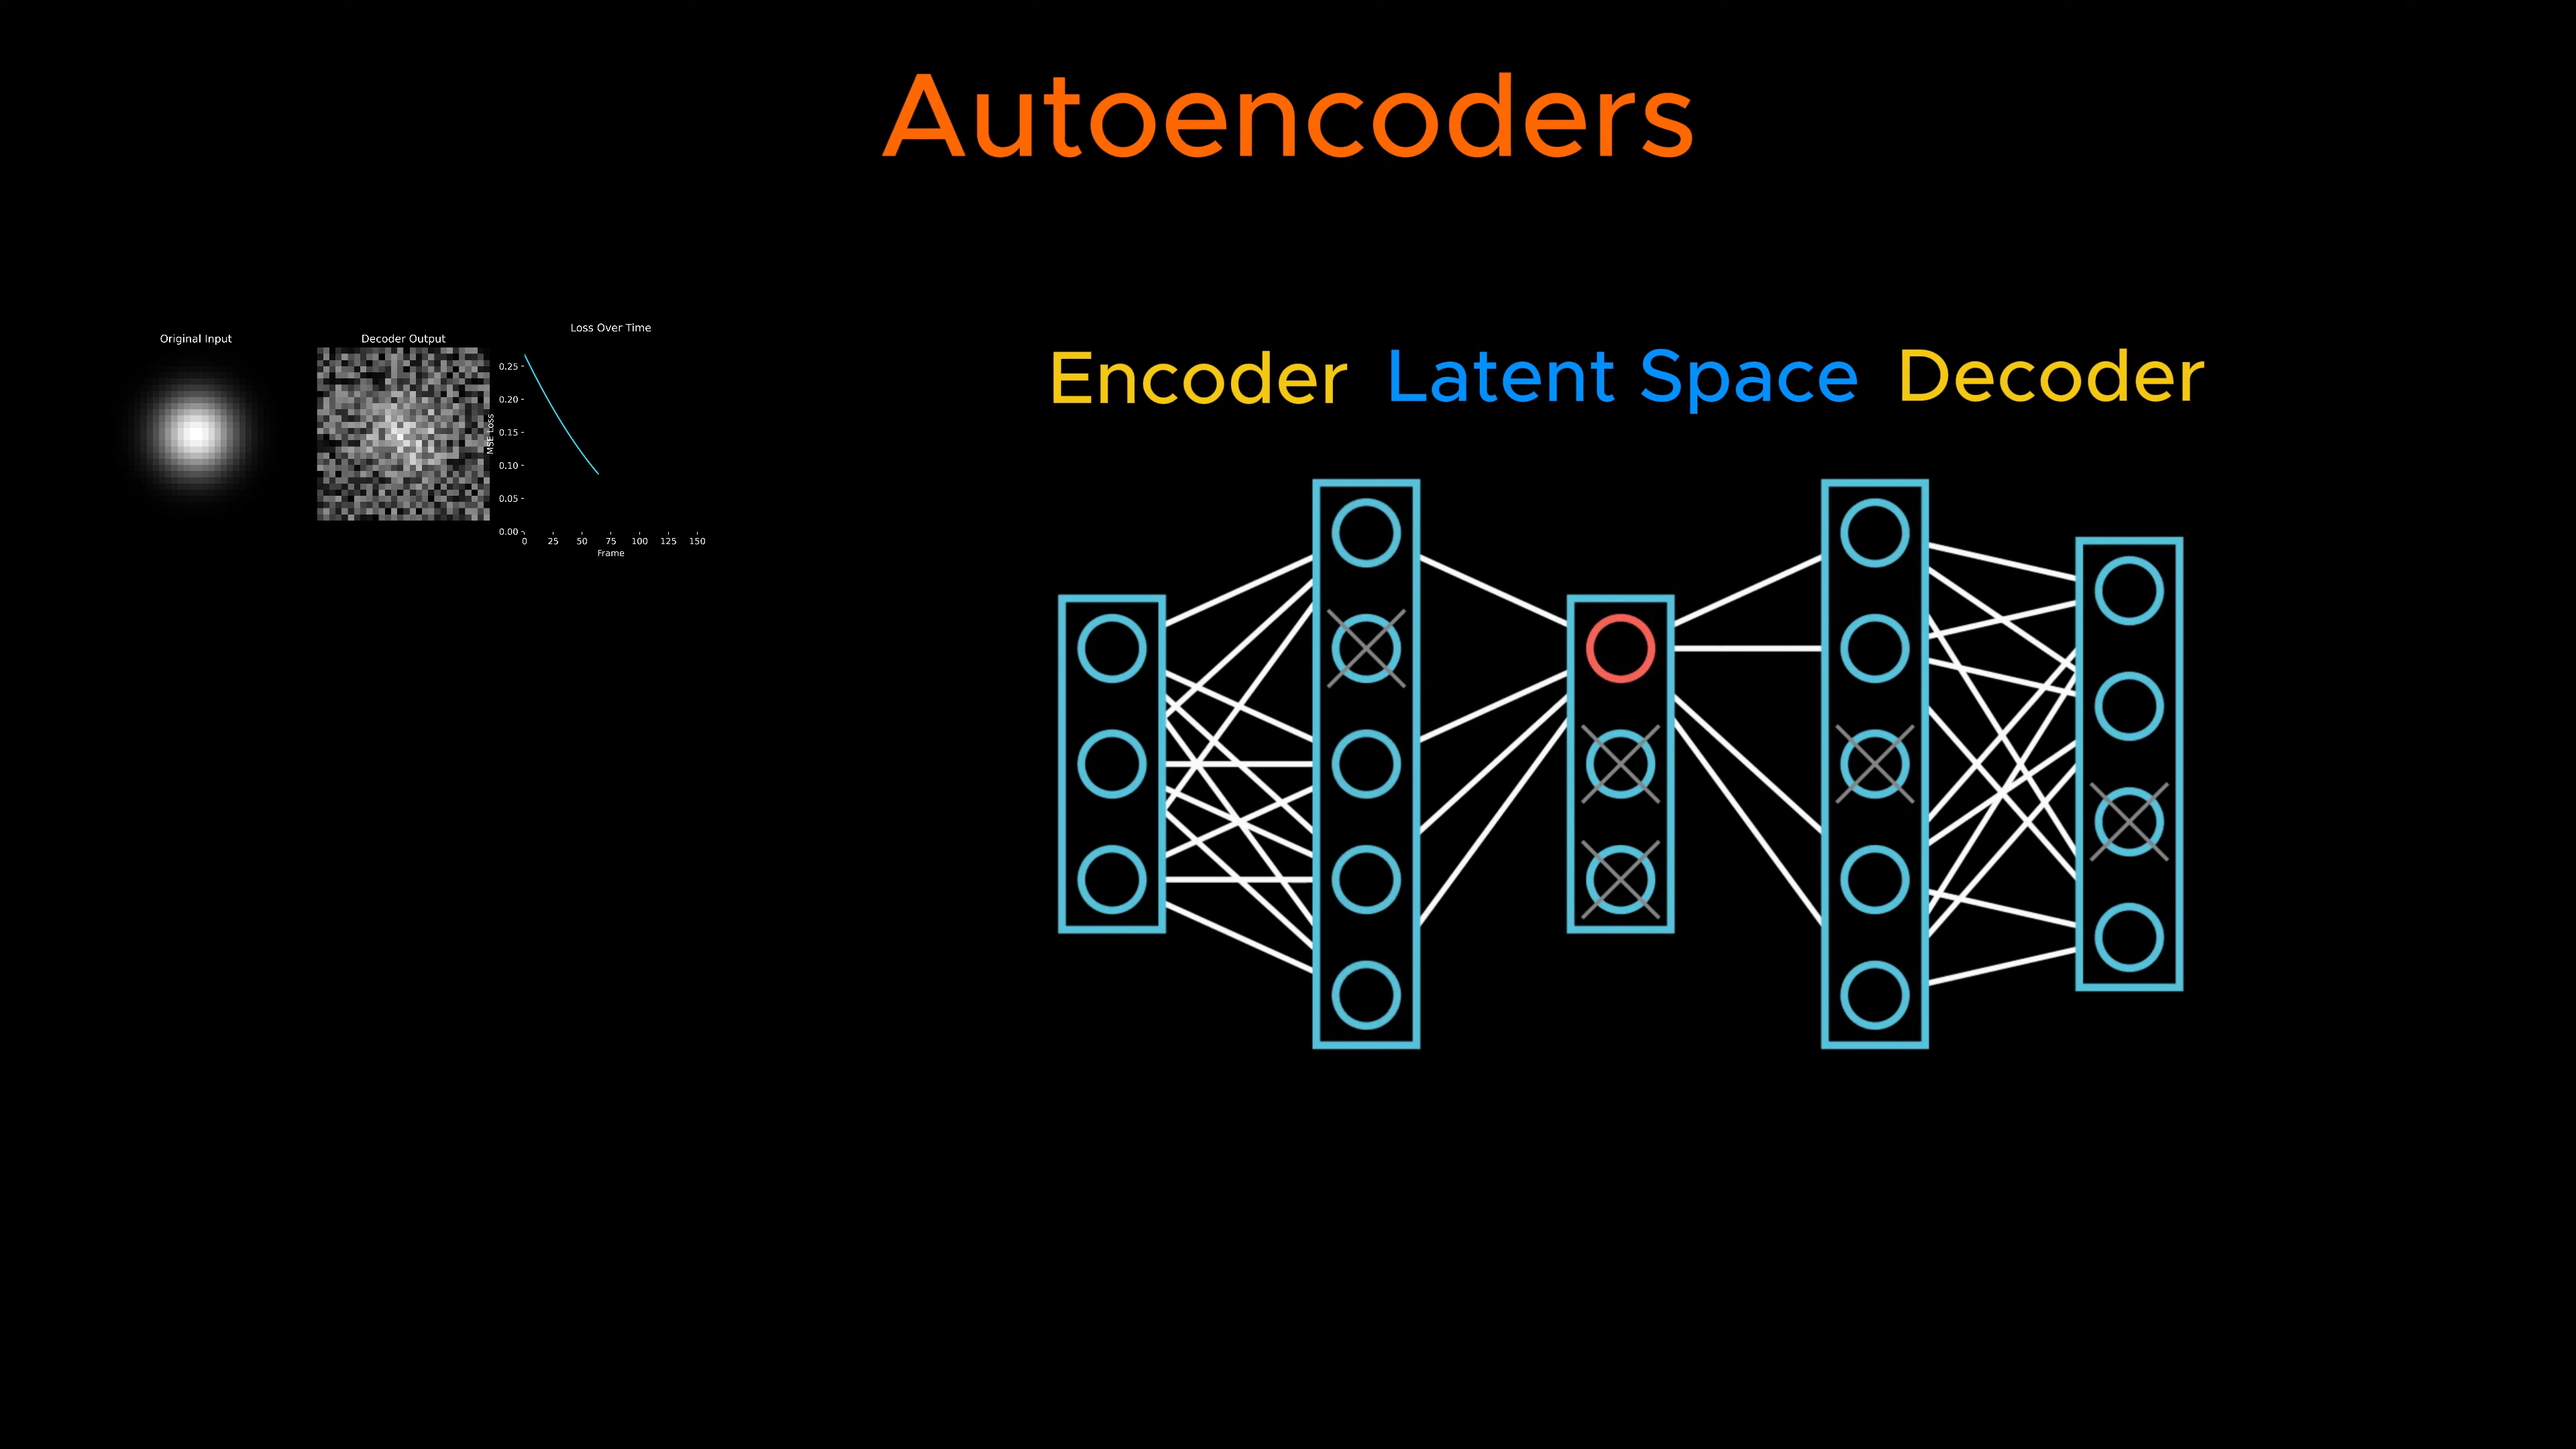 Autoencoders
Original Input
Decoder Output
Loss Over Time
MSE Loss
0.25
0.20
0.15
0.10
0.05
0.00
0 25 50 75 100 125 150
Frame
Encoder Latent Space Decoder